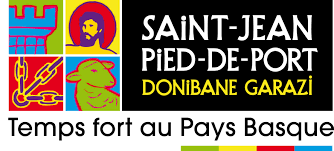 SAiNT-JEAN
PiED-DE-PORT
DONiBANE GARAZi
Temps fort au Pays Basque